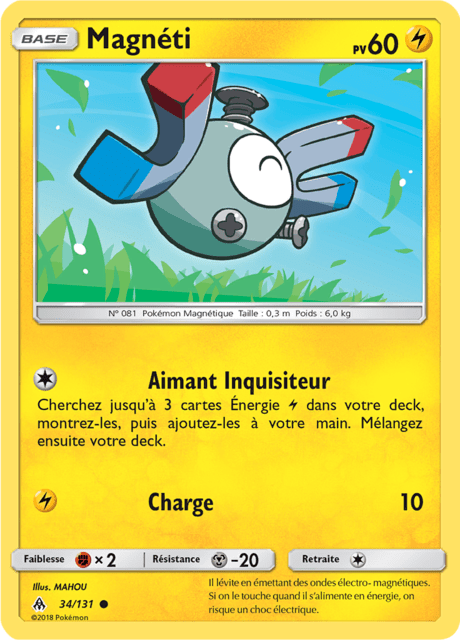 BASE Magnéti PV60
N° 081 Pokémon Magnétique Taille : 0,3 m Poids : 6,0 kg
Aimant Inquisiteur
Cherchez jusqu'à 3 cartes Énergie dans votre deck,
montrez-les, puis ajoutez-les à votre main. Mélangez
ensuite votre deck.
Charge 10
Faiblesse ×2 Résistance -20 Retraite
Illus. MAHOU
34/131
©2018 Pokémon
Il lévite en émettant des ondes électro- magnétiques.
Si on le touche quand il s'alimente en énergie, on
risque un choc électrique.